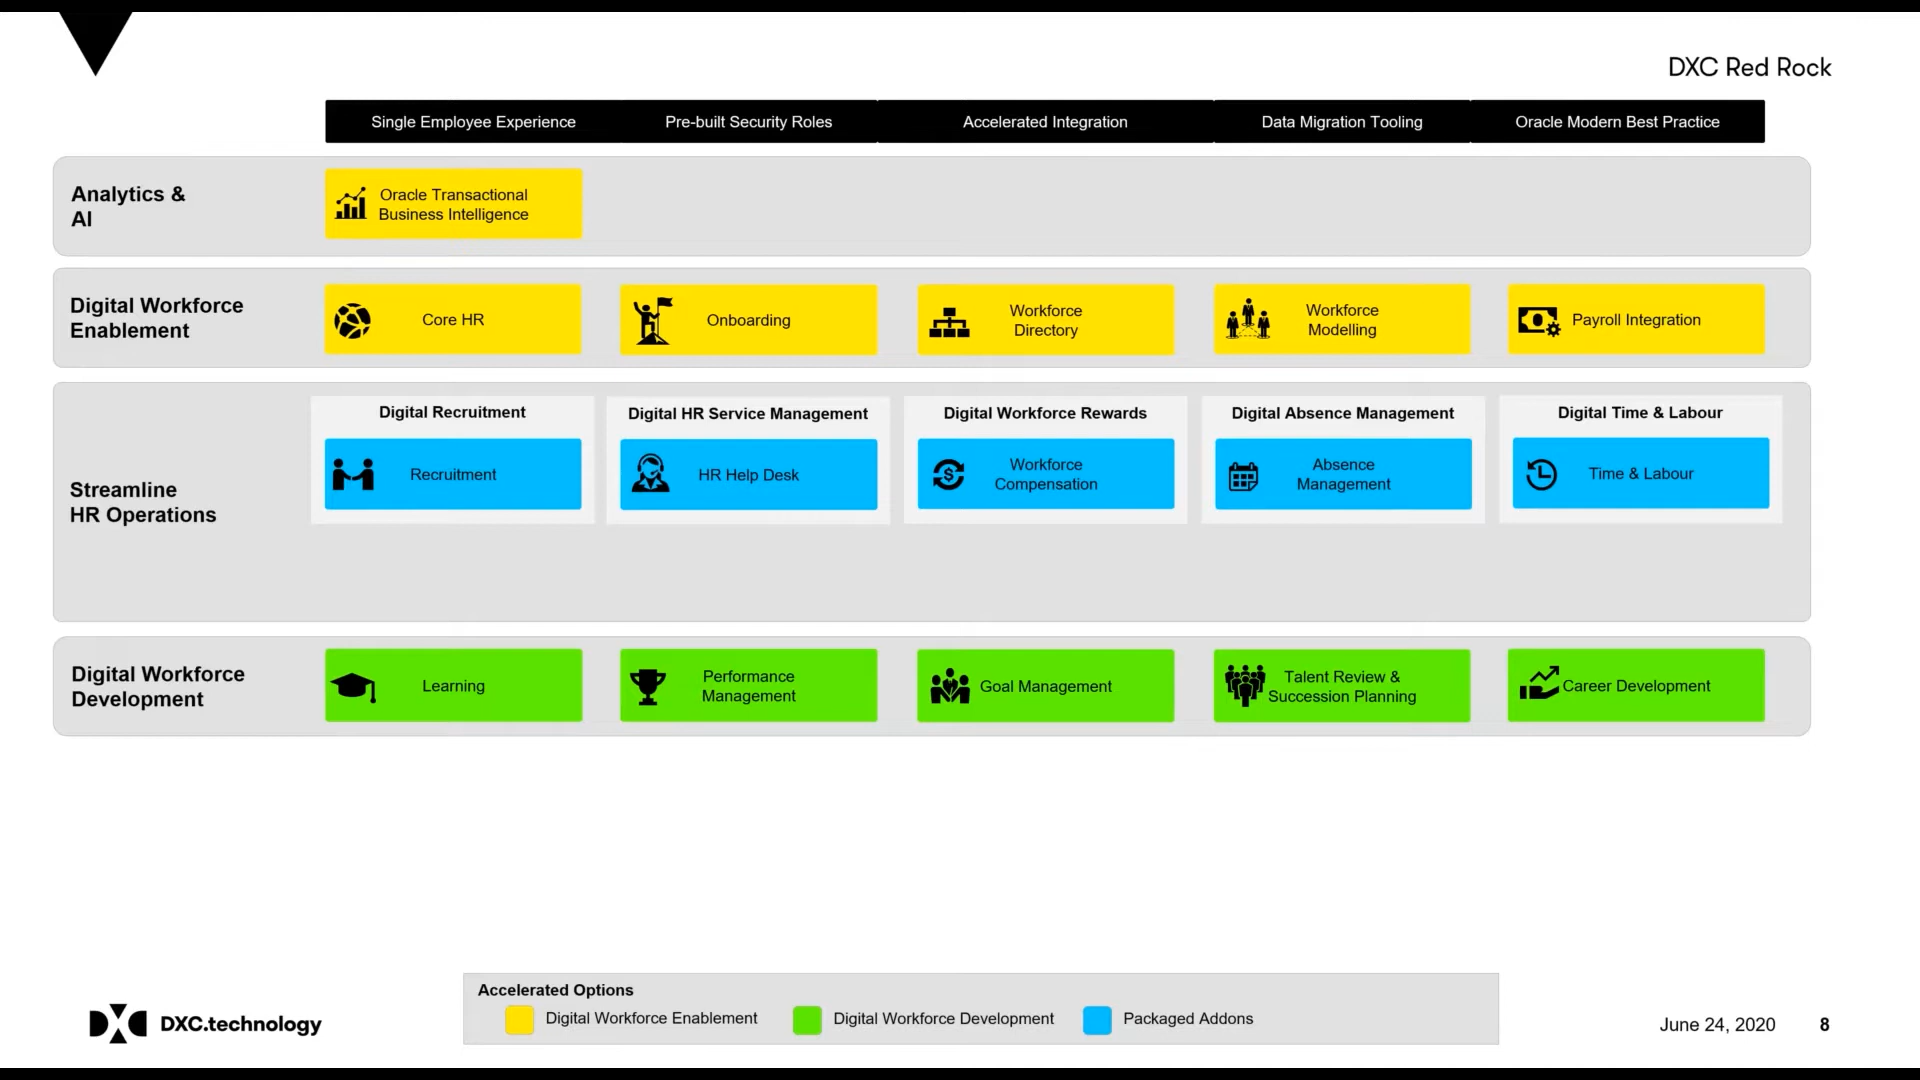 DXC Red Rock
Single Employee Experience
Pre-built Security Roles
Accelerated Integration
Data Migration Tooling
Oracle Modern Best Practice
Analytics &
AI
Oracle Transactional
Business Intelligence
Digital Workforce
Enablement
Core HR
Onboarding
Workforce
Directory
Workforce
Modelling
Payroll Integration
Streamline
HR Operations
Digital Recruitment
Recruitment
Digital HR Service Management
HR Help Desk
Digital Workforce Rewards
Workforce
Compensation
Digital Absence Management
Absence
Management
Digital Time & Labour
Time & Labour
Digital Workforce
Development
Learning
Performance
Management
Goal Management
Talent Review &
Succession Planning
Career Development
Accelerated Options
Digital Workforce Enablement
Digital Workforce Development
Packaged Addons
DXC.technology
June 24, 2020
8